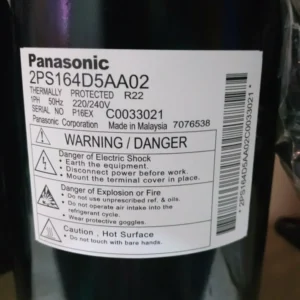 Panasonic
2PS164D5AA02
THERMALLY PROTECTED R22
1PH 50Hz 220/240V
SERIAL NO P16EX C0033021
Panasonic Corporation Made in Malaysia 7076538
WARNING / DANGER
Danger of Electric Shock
• Earth the equipment.
• Disconnect power before work.
• Mount the terminal cover in place.
Danger of Explosion or Fire
• Do not use unprescribed ref. or oils.
• Do not operate air intake into the
refrigerant cycle.
• Wear protective goggles.
Caution , Hot Surface
• Do not touch with bare hands.
*2PS164D5AA02C0033021*